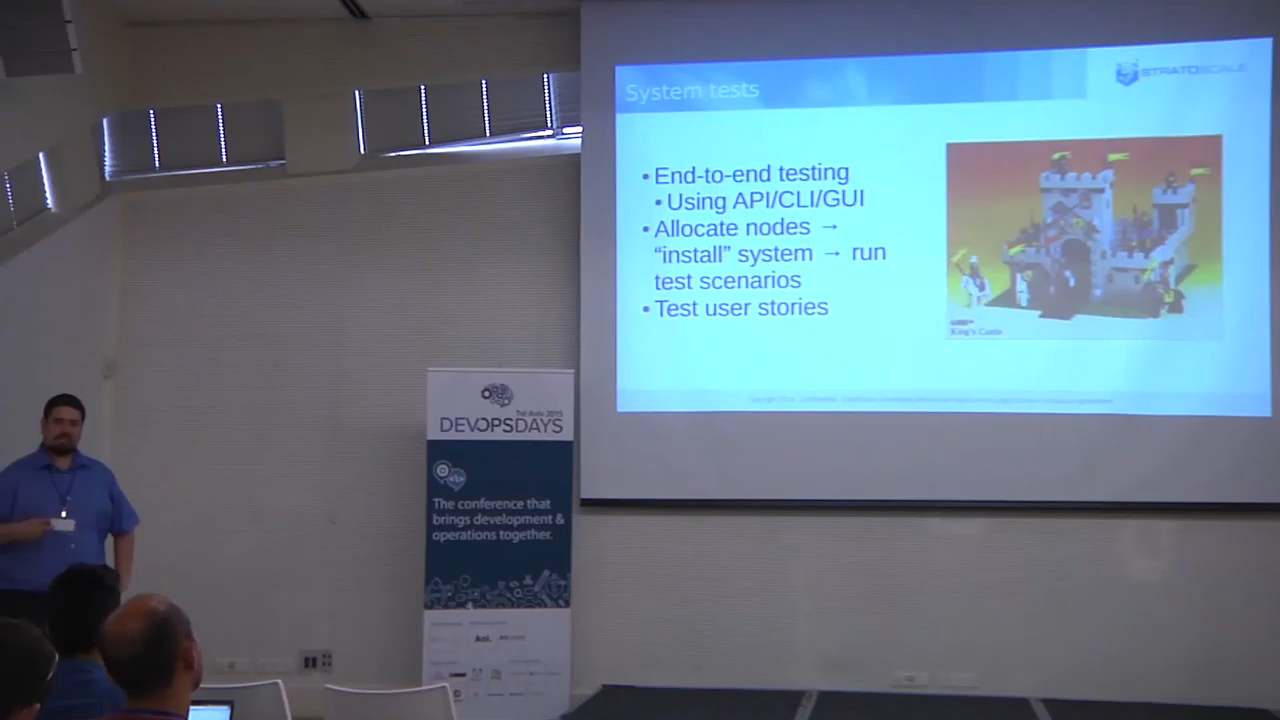 System tests
STRATOSCALE
• End-to-end testing
• Using API/CLI/GUI
• Allocate nodes →
“install” system → run
test scenarios
• Test user stories
King's Castle
Tel Aviv 2015
DEVOPSDAYS
The conference that
brings development &
operations together.
AOL